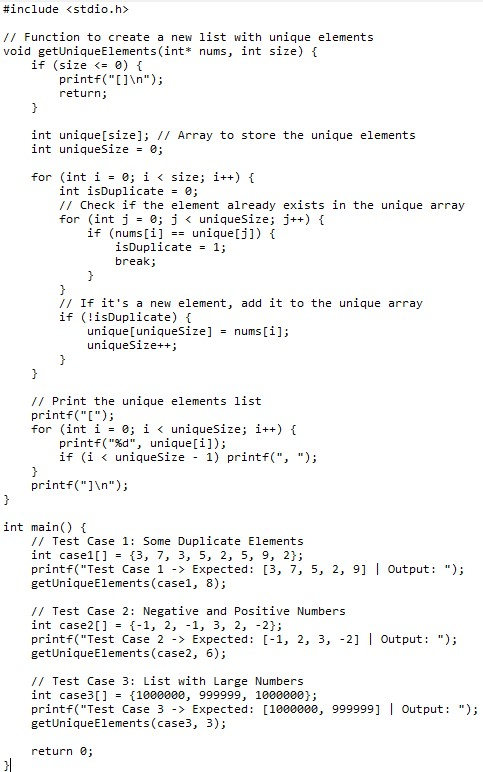 #include <stdio.h>

// Function to create a new list with unique elements
void getUniqueElements(int* nums, int size) {
    if (size <= 0) {
        printf("[]\n");
        return;
    }

    int unique[size]; // Array to store the unique elements
    int uniqueSize = 0;

    for (int i = 0; i < size; i++) {
        int isDuplicate = 0;
        // Check if the element already exists in the unique array
        for (int j = 0; j < uniqueSize; j++) {
            if (nums[i] == unique[j]) {
                isDuplicate = 1;
                break;
            }
        }
        // If it's a new element, add it to the unique array
        if (!isDuplicate) {
            unique[uniqueSize] = nums[i];
            uniqueSize++;
        }
    }

    // Print the unique elements list
    printf("[");
    for (int i = 0; i < uniqueSize; i++) {
        printf("%d", unique[i]);
        if (i < uniqueSize - 1) printf(", ");
    }
    printf("]\n");
}

int main() {
    // Test Case 1: Some Duplicate Elements
    int case1[] = {3, 7, 3, 5, 2, 5, 9, 2};
    printf("Test Case 1 -> Expected: [3, 7, 5, 2, 9] | Output: ");
    getUniqueElements(case1, 8);

    // Test Case 2: Negative and Positive Numbers
    int case2[] = {-1, 2, -1, 3, 2, -2};
    printf("Test Case 2 -> Expected: [-1, 2, 3, -2] | Output: ");
    getUniqueElements(case2, 6);

    // Test Case 3: List with Large Numbers
    int case3[] = {1000000, 999999, 1000000};
    printf("Test Case 3 -> Expected: [1000000, 999999] | Output: ");
    getUniqueElements(case3, 3);

    return 0;
}